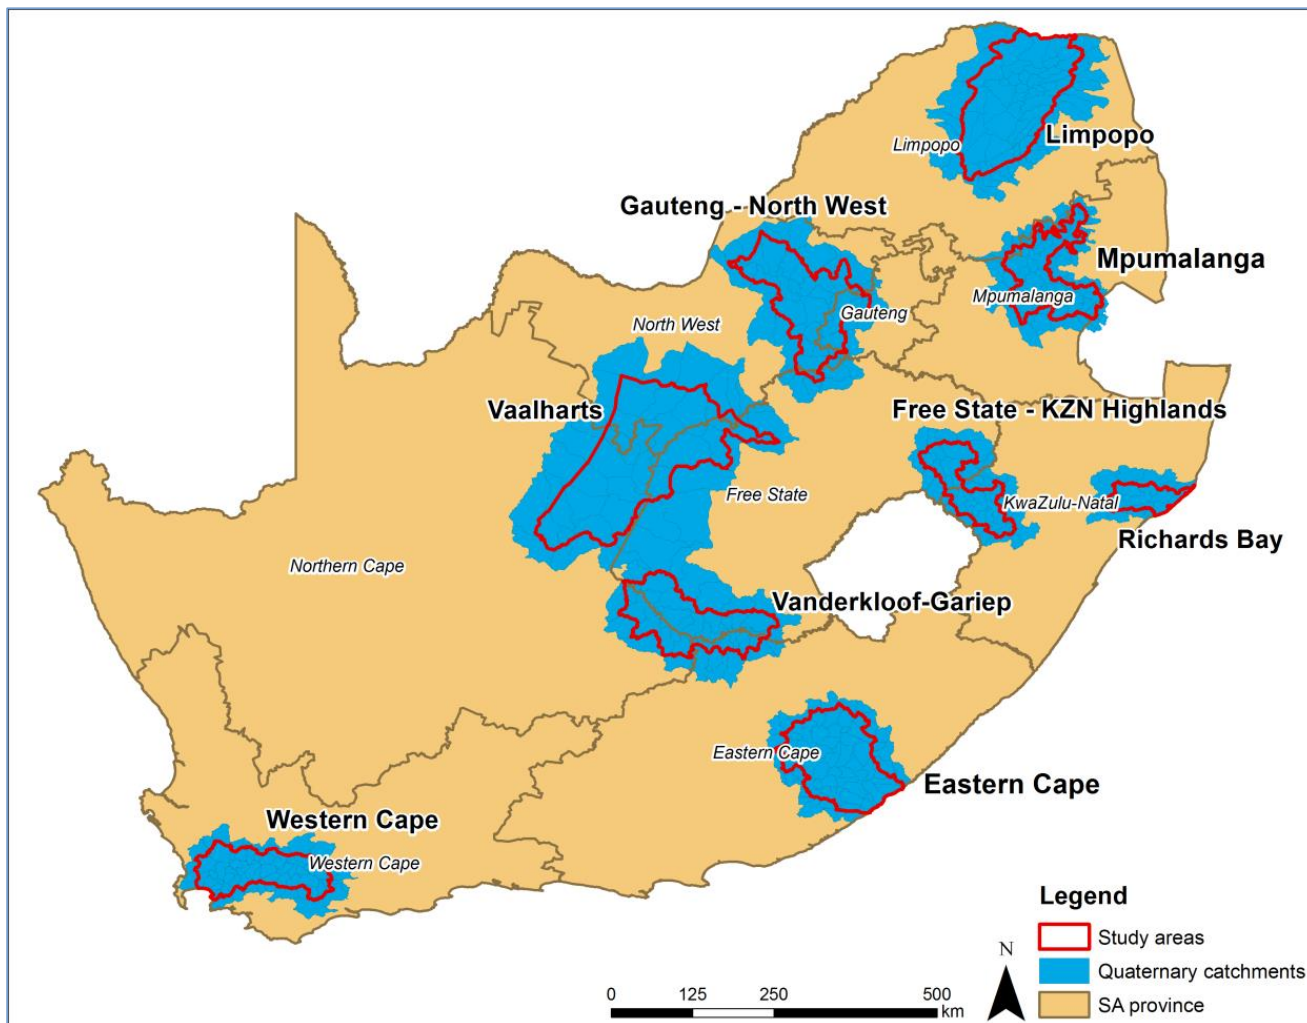 Limpopo
Limpopo
Gauteng - North West
Mpumalanga
Mpumalanga
Gauteng
North West
Vaalharts
Free State - KZN Highlands
Free State
KwaZulu-Natal
Richards Bay
Northern Cape
Vanderkloof-Gariep
Eastern Cape
Eastern Cape
Western Cape
Western Cape
Legend
Study areas
Quaternary catchments
SA province
N
0 125 250 500
km